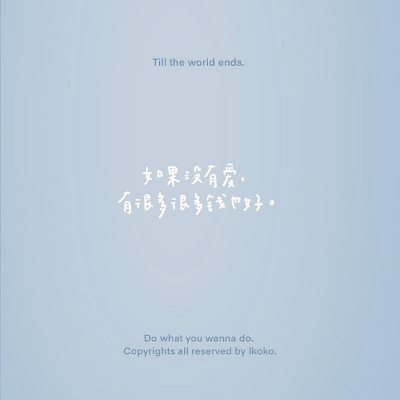 Till the world ends.
如果没有愛,
有很多很多錢也好。
Do what you wanna do.
Copyrights all reserved by Ikoko.